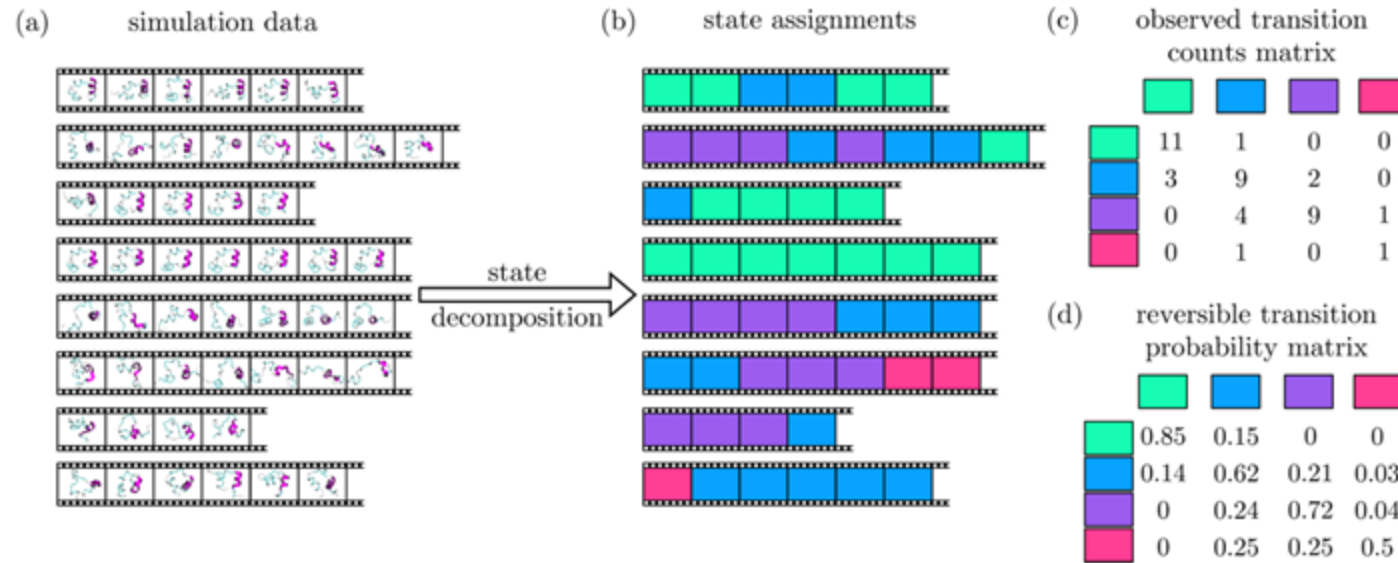 (a) simulation data
(b) state assignments
(c) observed transition
counts matrix
11 1 0 0
3 9 2 0
0 4 9 1
0 1 0 1
state
decomposition
(d) reversible transition
probability matrix
0.85 0.15 0 0
0.14 0.62 0.21 0.03
0 0.24 0.72 0.04
0 0.25 0.25 0.5